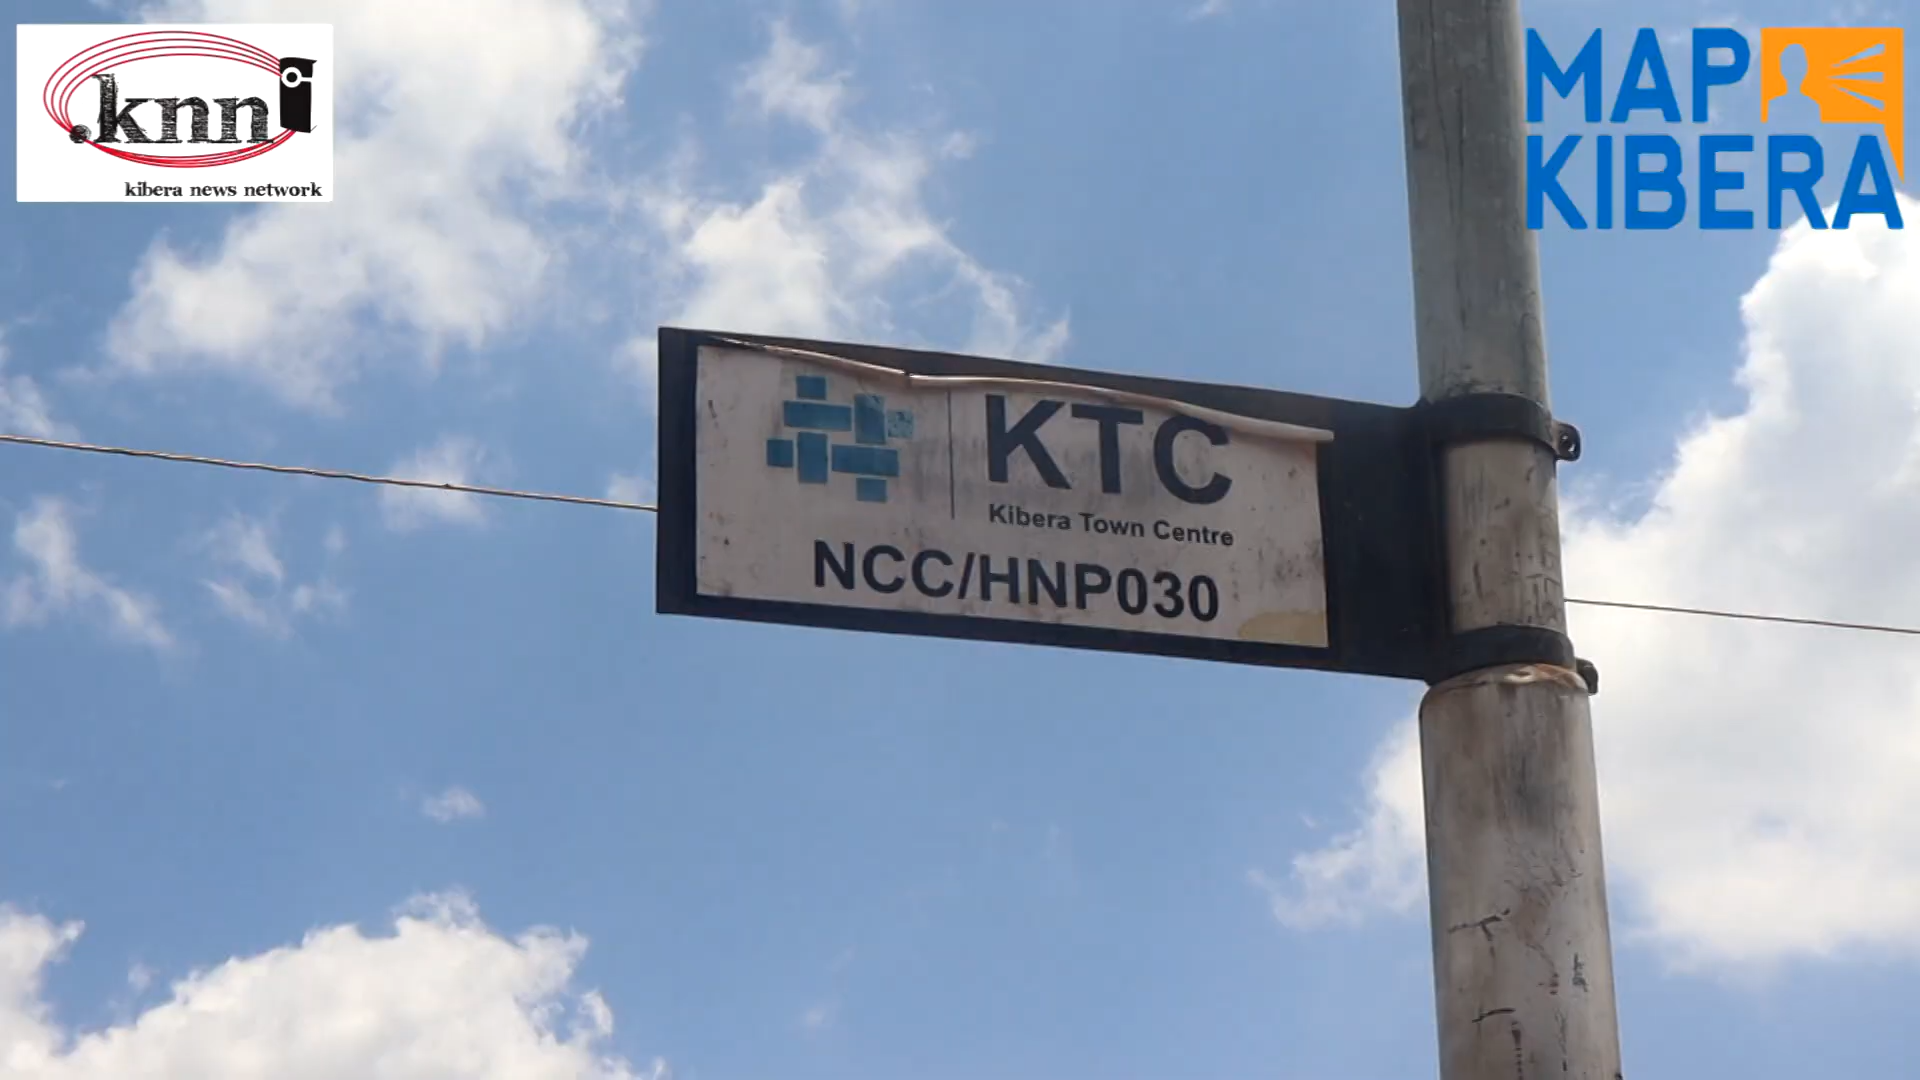 .knn
kibera news network
MAP
KIBERA
KTC
Kibera Town Centre
NCC/HNP030